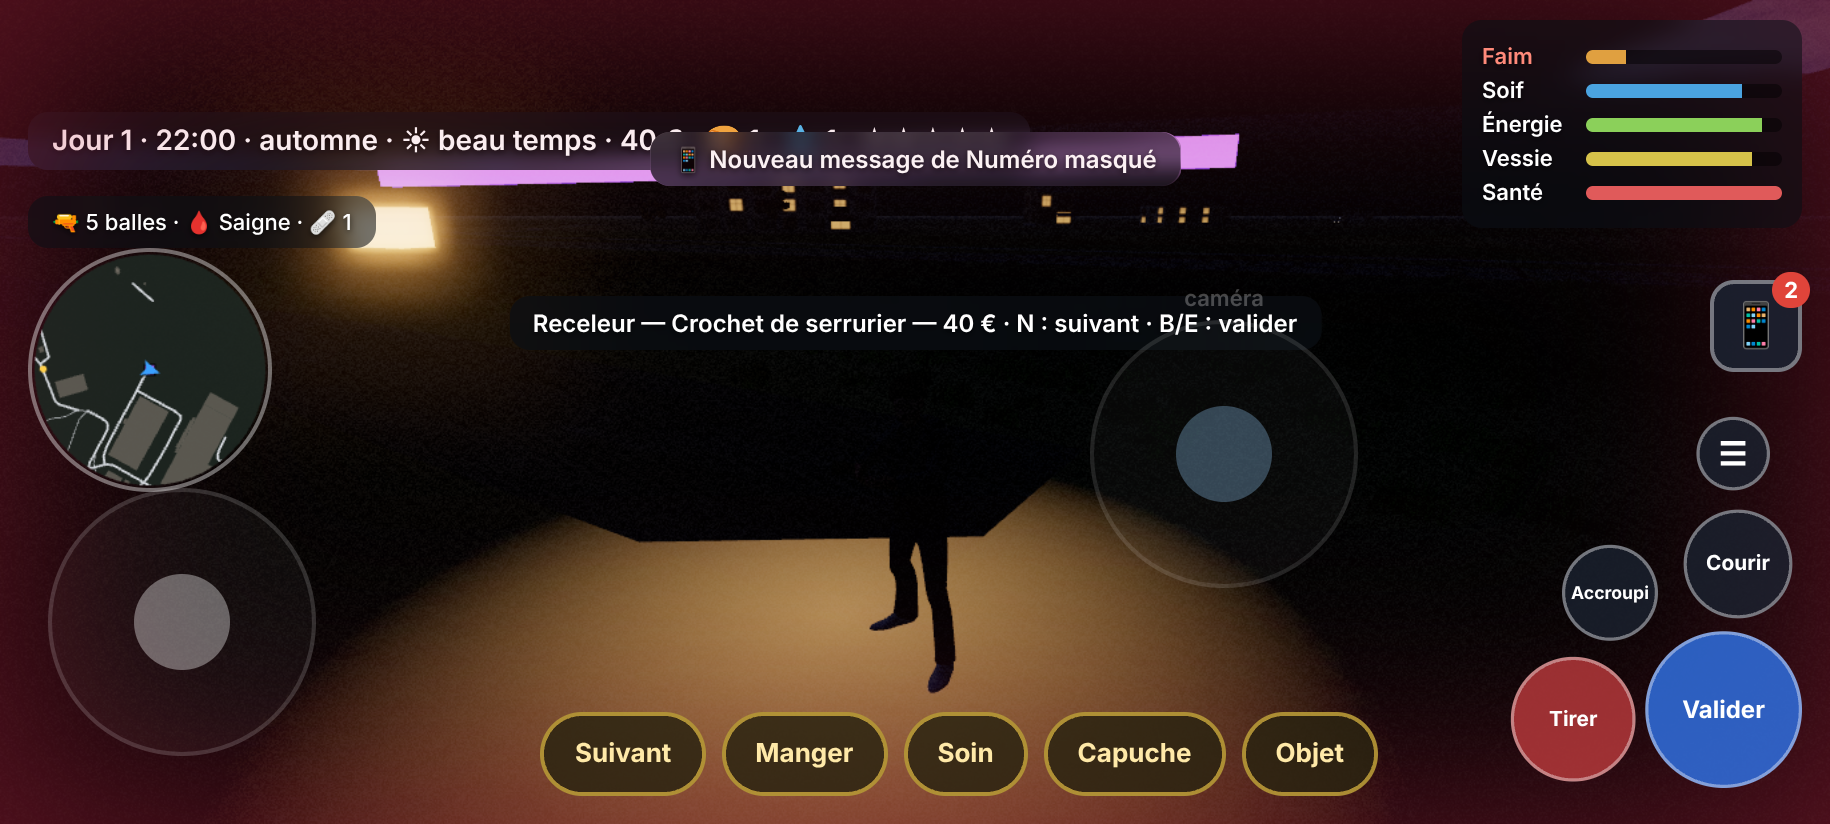 Faim
Soif
Énergie
Vessie
Santé
Jour 1 · 22:00 · automne · ☀ beau temps · 40
📱 Nouveau message de Numéro masqué
🔫 5 balles · 🩸 Saigne · 🩹 1
2
caméra
Receleur — Crochet de serrurier — 40 € · N : suivant · B/E : valider
Courir
Accroupi
Tirer
Valider
Suivant
Manger
Soin
Capuche
Objet